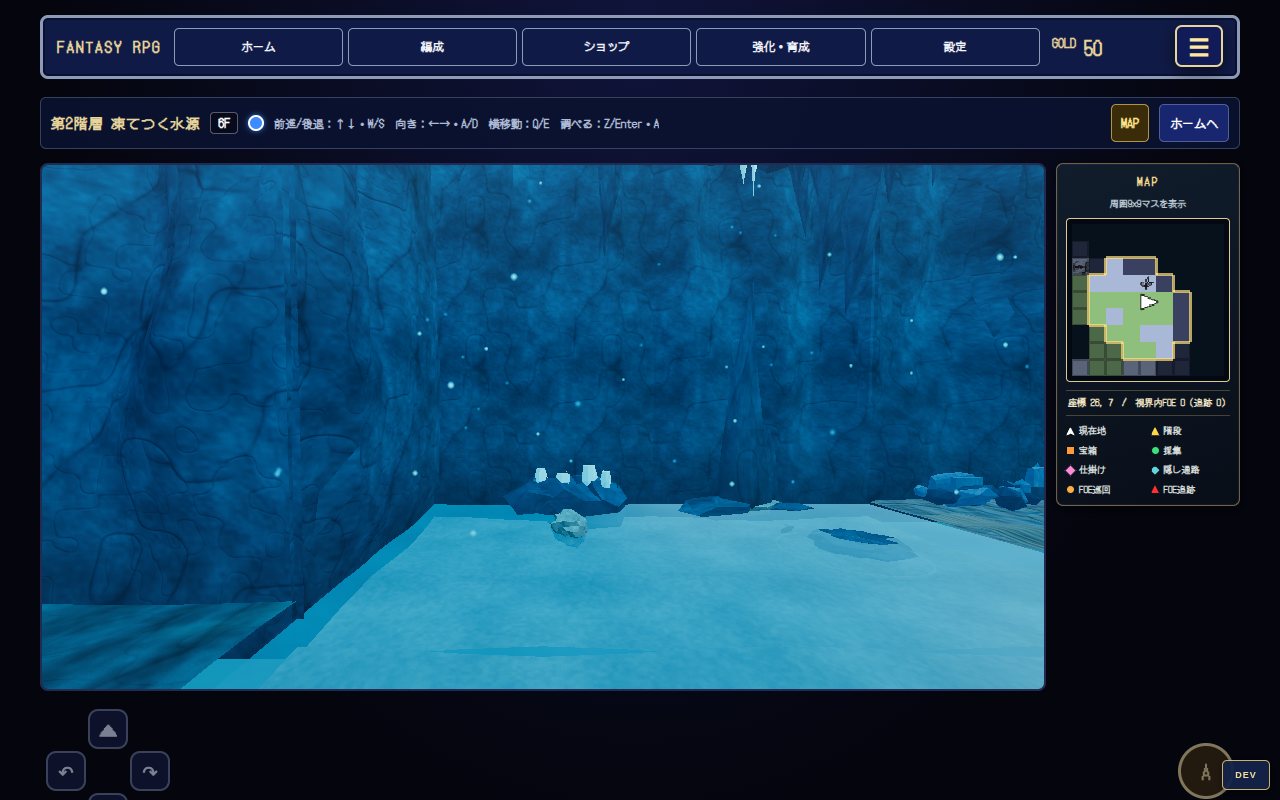 FANTASY RPG
ホーム
編成
ショップ
強化・育成
設定
GOLD 50
第2階層 凍てつく水源
6F
前進/後退：↑↓・W/S 向き：←→・A/D 横移動：Q/E 調べる：Z/Enter・A
MAP
ホームへ
MAP
周囲9x9マスを表示
座標 26, 7 / 視界内FOE 0 (追跡 0)
現在地
階段
宝箱
採集
仕掛け
隠し通路
FOE巡回
FOE追跡
A
DEV